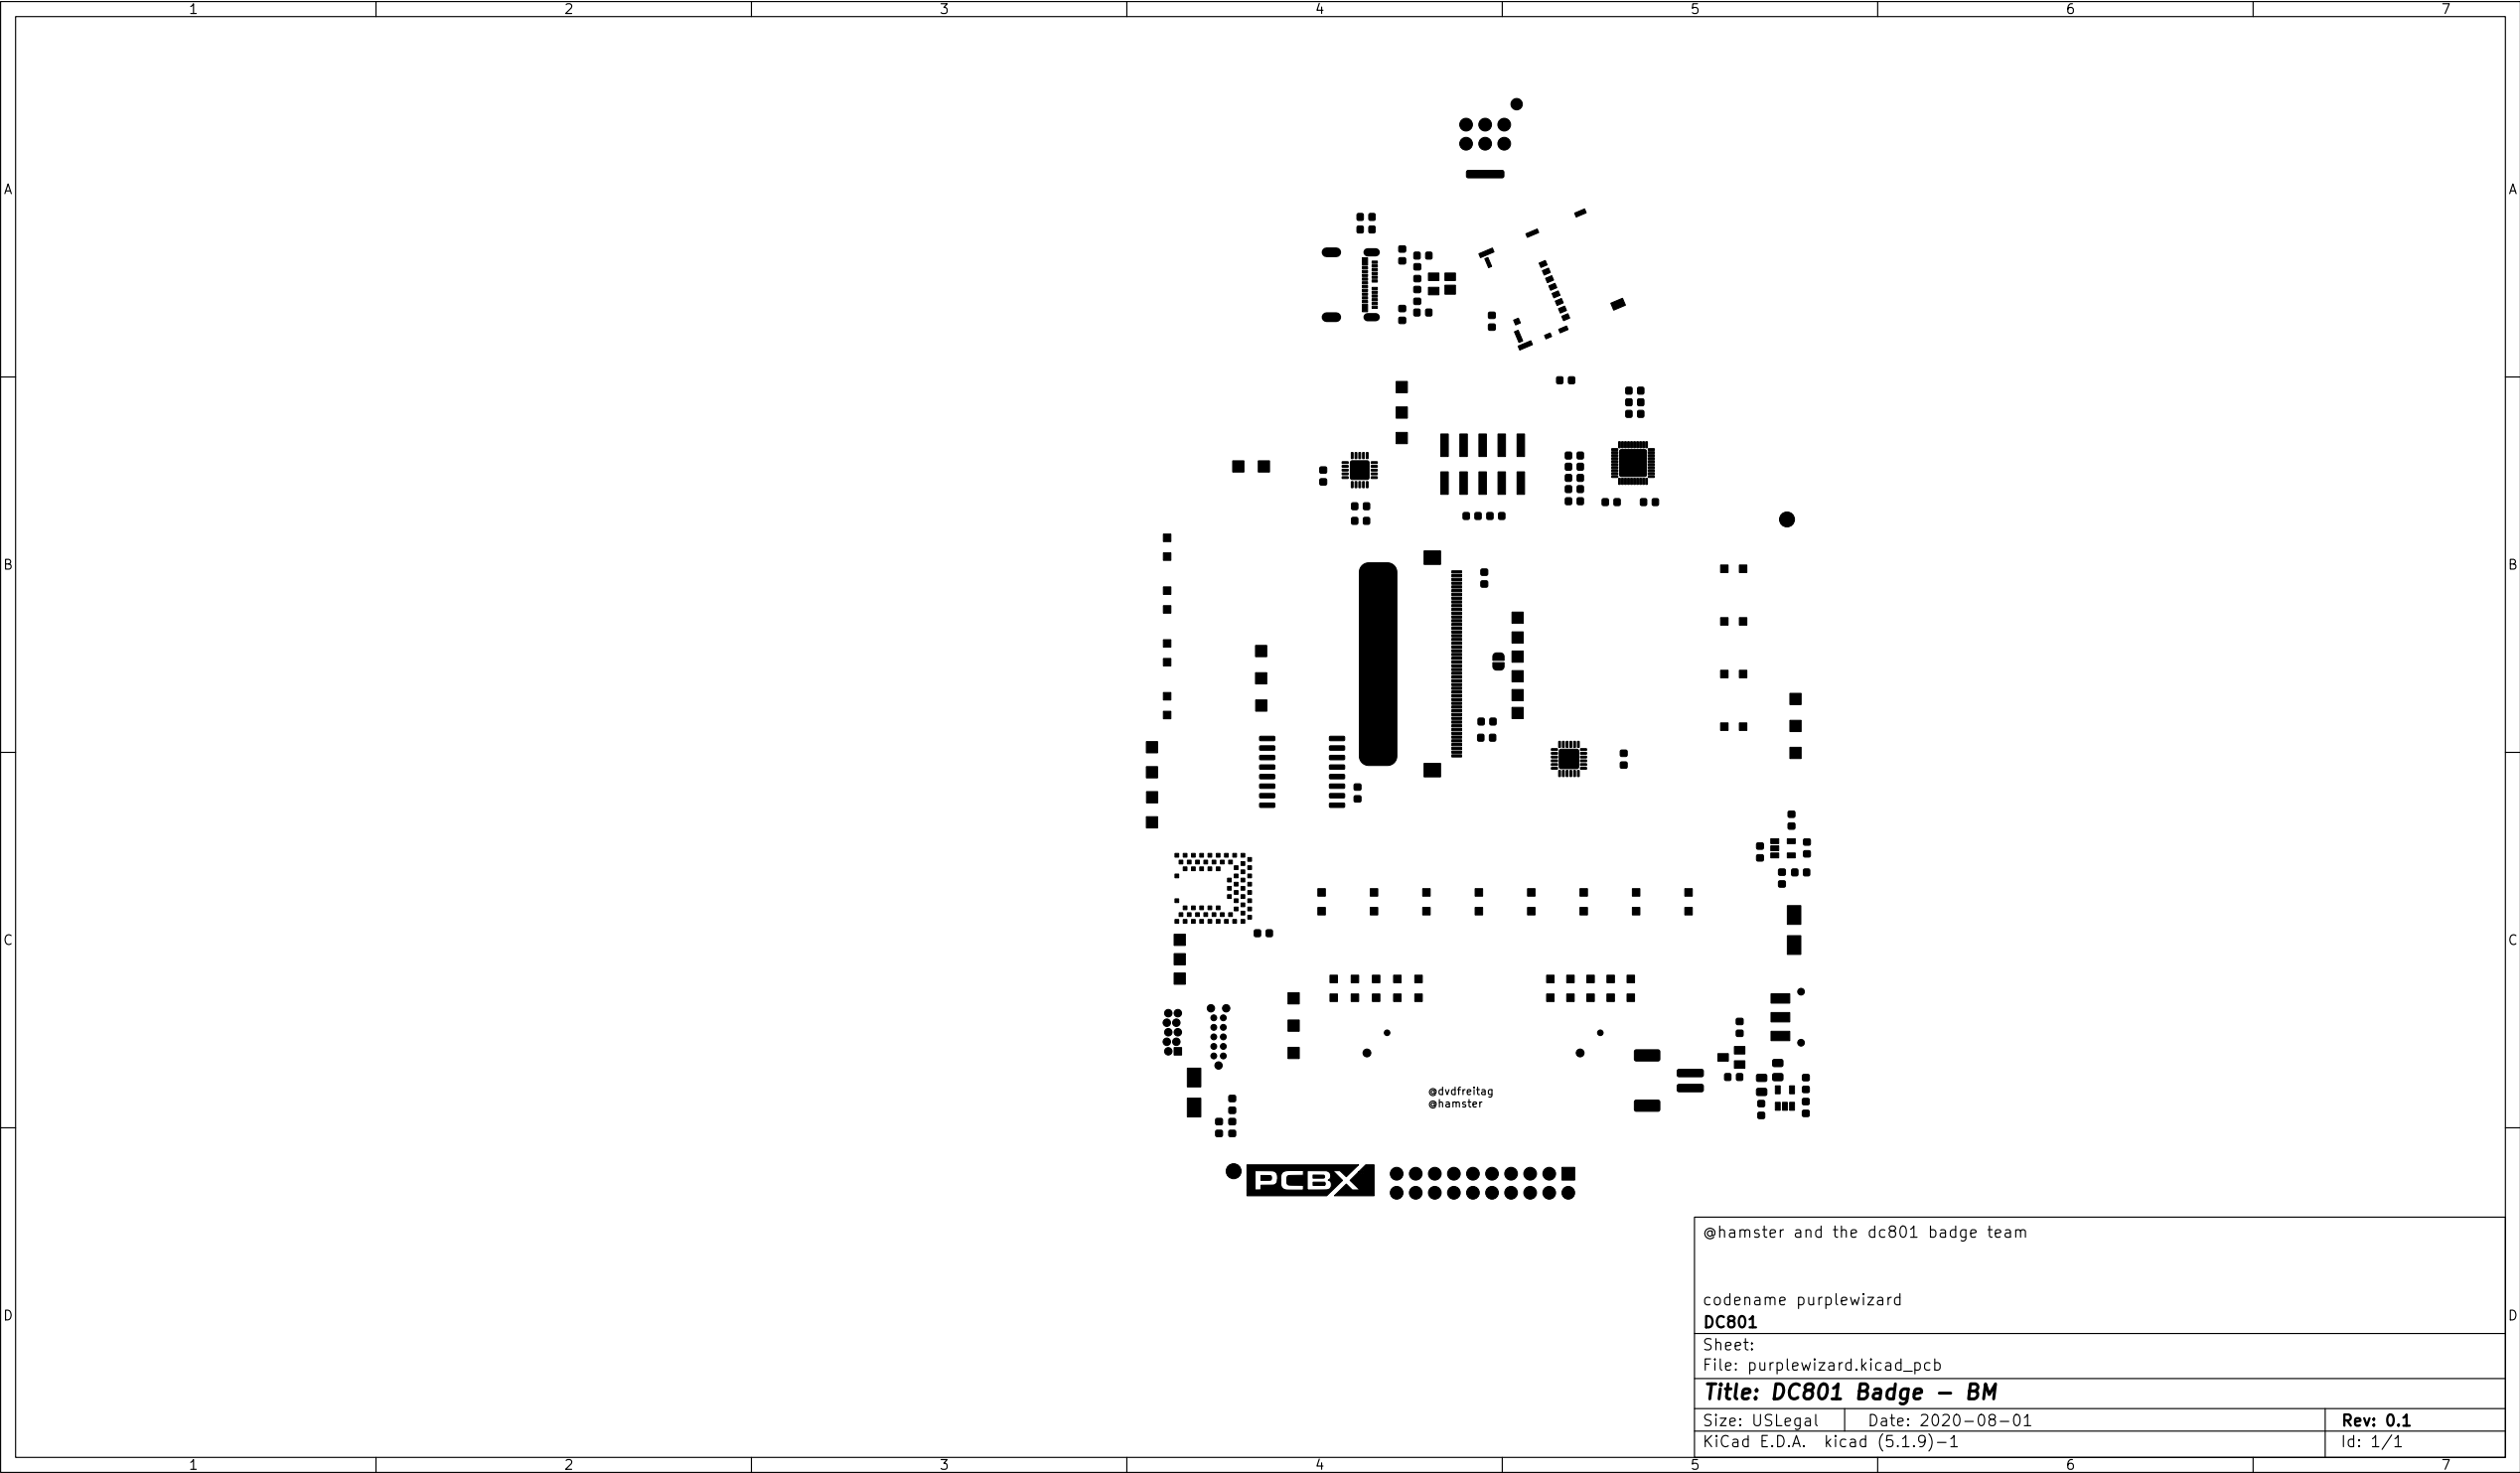 1 2 3 4 5 6 7
A A
B B
@dvdfreitag
@hamster
C C
PCBX
@hamster and the dc801 badge team
codename purplewizard
DC801
D D
Sheet:
File: purplewizard.kicad_pcb
Title: DC801 Badge - BM
Size: USLegal Date: 2020-08-01 Rev: 0.1
KiCad E.D.A. kicad (5.1.9)-1 Id: 1/1
1 2 3 4 5 6 7